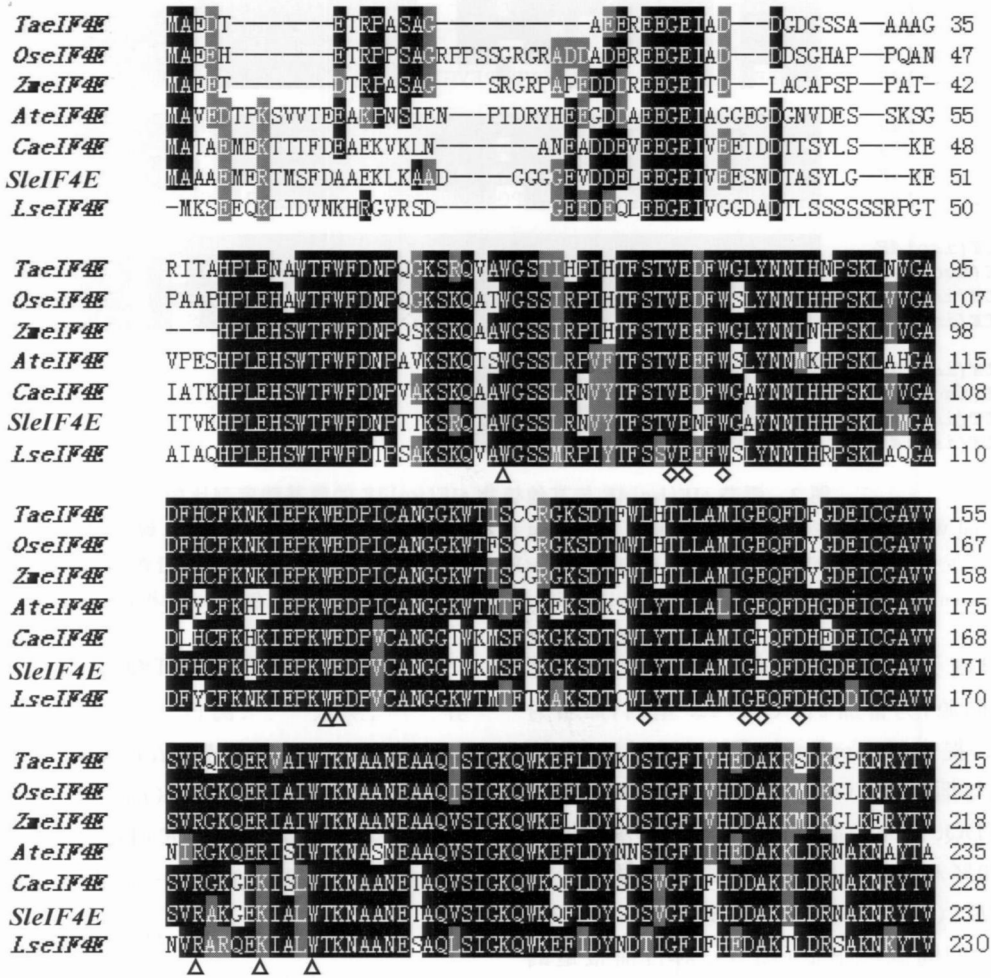 TaeIF4E MAEDT--------ETRPASAG------------AEEREEGEIAD---DGDGSSA--AAAG 35
OseIF4E MAEEH--------ETRPPSAGRPPSSGRGRADDADEREEGEIAD---DDSGHAP--PQAN 47
ZmeIF4E MAEET--------DTRPASAG----SRGRPAPEDDDREEGEITD---LACAPSP--PAT- 42
AteIF4E MAVEDTPKSVVTEEAKPNSIEN---PIDRYHEEGDDAEEGEIAGGEGDGNVDES--SKSG 55
CaeIF4E MATAEMEKTTTFDEAEKVKLN--------ANEADDEVEEGEIVEETDDTTSYLS---KE 48
SleIF4E MAAAEMERTMSFDAAEKLKAAD-------GGGGEVDDELEEGEIVEESNDTASYLG---KE 51
LseIF4E -MKSEEQKLIDVNKHRGVRSD---------GEEDEQLEEGEIVGGDADTLSSSSSSRPGT 50
TaeIF4E RITAHPLENAWTFWFDNPQGKSRQVAWGSTIHPIHTFSTVEDFWGLYNNIHNPSKLNVGA 95
OseIF4E PAAPHPLEHAWTFWFDNPQGKSKQATWGSSIRPIHTFSTVEDFWSLYNNIHHPSKLVVGA 107
ZmeIF4E ----HPLEHSWTFWFDNPQSKSKQAAWGSSIRPIHTFSTVEEFWGLYNNINHPSKLIVGA 98
AteIF4E VPESHPLEHSWTFWFDNPAVKSKQTSWGSSLRPVFTFSTVEEFWSLYNNMKHPSKLAHGA 115
CaeIF4E IATKHPLEHSWTFWFDNPVAKSKQAAWGSSLRNVYTFSTVEDFWGAYNNIHHPSKLVVGA 108
SleIF4E ITVKHPLEHSWTFWFDNPTTKSRQTAWGSSLRNVYTFSTVENFWGAYNNIHHPSKLIMGA 111
LseIF4E AIAQHPLEHSWTFWFDTPSAKSKQVAWGSSMRPIYTFSSVEEFWSLYNNIHRPSKLAQGA 110
TaeIF4E DFHCFKNKIEPKWEDPICANGGKWTISCGRGKSDTFWLHTLLAMIGEQFDFGDEICGAVV 155
OseIF4E DFHCFKNKIEPKWEDPICANGGKWTFSCGRGKSDTMWLHTLLAMIGEQFDYGDEICGAVV 167
ZmeIF4E DFHCFKNKIEPKWEDPICANGGKWTISCGRGKSDTFWLHTLLAMIGEQFDYGDEICGAVV 158
AteIF4E DFYCFKHIIEPKWEDPICANGGKWTMTFPKEKSDKSWLYTLLALIGEQFDHGDEICGAVV 175
CaeIF4E DLHCFKHKIEPKWEDPVCANGGTWKMSFSKGKSDTSWLYTLLAMIGHQFDHEDEICGAVV 168
SleIF4E DFHCFKHKIEPKWEDPVCANGGTWKMSFSKGKSDTSWLYTLLAMIGHQFDHGDEICGAVV 171
LseIF4E DFYCFKNKIEPKWEDPVCANGGKWTMTFTKAKSDTCWLYTLLAMIGEQFDHGDDICGAVV 170
TaeIF4E SVRQKQERVAIWTKNAANEAAQISIGKQWKEFLDYKDSIGFIVHEDAKRSDKGPKNRYTV 215
OseIF4E SVRGKQERIAIWTKNAANEAAQISIGKQWKEFLDYKDSIGFIVHDDAKKMDKGLKNRYTV 227
ZmeIF4E SVRGKQERIAIWTKNAANEAAQVSIGKQWKELLDYKDSIGFIVHDDAKKMDKGLKERYTV 218
AteIF4E NIRGKQERISIWTKNASNEAAQVSIGKQWKEFLDYNNSIGFIIHEDAKKLDRNAKNAYTA 235
CaeIF4E SVRGKGEKISLWTKNAANETAQVSIGKQWKQFLDYSDSVGFIFHDDAKRLDRNAKNRYTV 228
SleIF4E SVRAKGEKIALWTKNAANETAQVSIGKQWKQFLDYSDSVGFIFHDDAKRLDRNAKNRYTV 231
LseIF4E NVRARQEKIALWTKNAANESAQLSIGKQWKEFIDYNDTIGFIFHEDAKTLDRSAKNKYTV 230